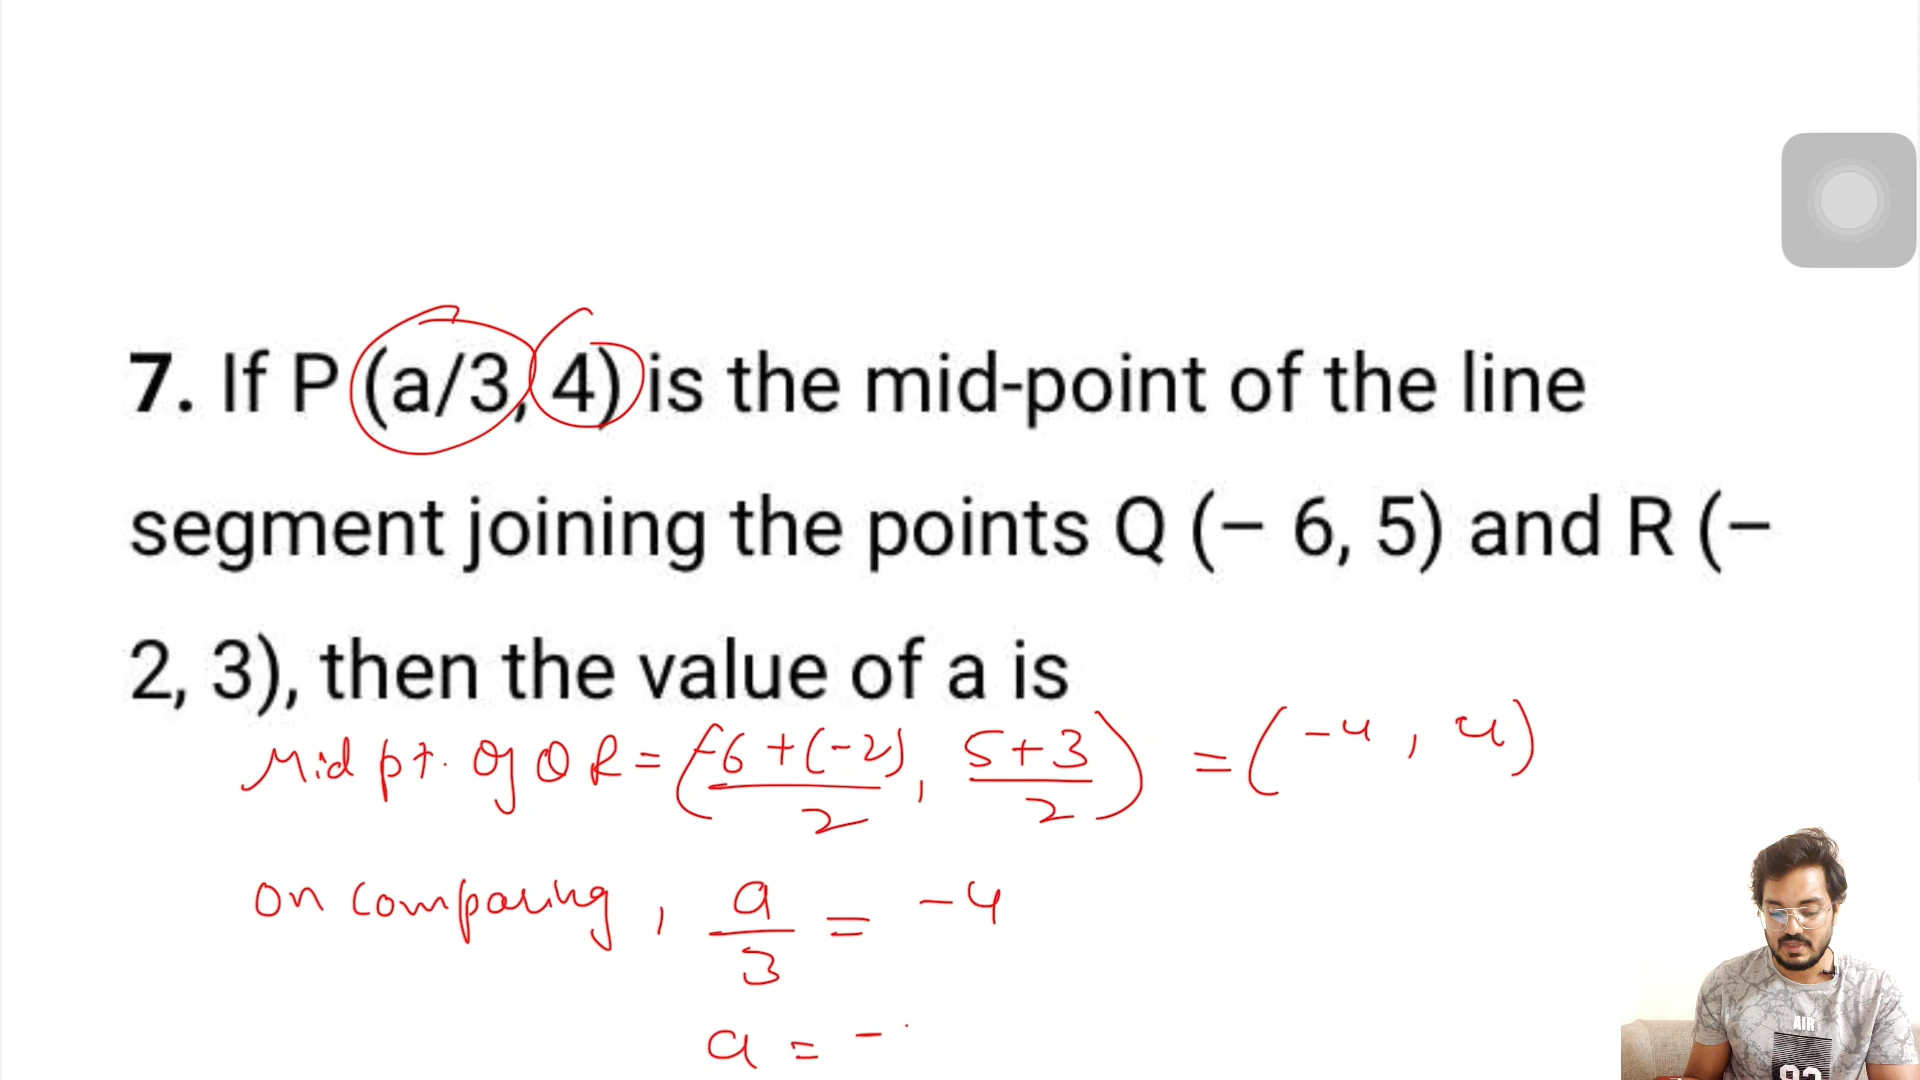 7. If P (a/3, 4) is the mid-point of the line
segment joining the points Q (– 6, 5) and R (–
2, 3), then the value of a is
Mid pt. of QR = (-6+(-2)/2, 5+3/2) = (-4, 4)
on comparing, a/3 = -4
a = -
AIR
93